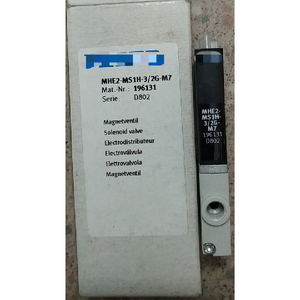 MHE2-MS1H-3/2G-M7
Mat.-Nr.: 196131
Serie: D802
Magnetventil
Solenoid valve
Electrodistributeur
Electroválvula
Elettrovalvola
Magnetventil
MHE2-
MS1H-
3/2G-
M7
196131
D802